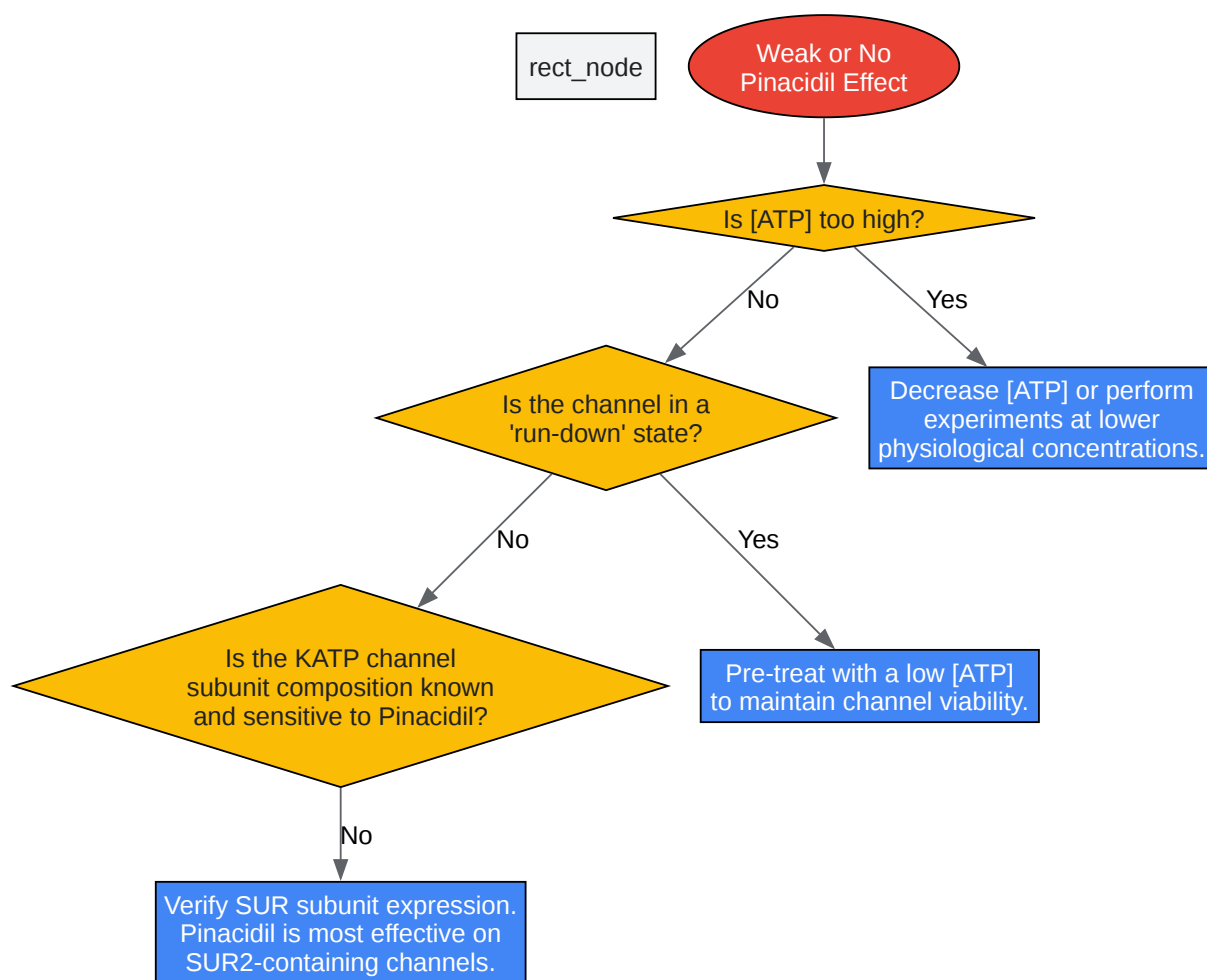 rect_node
Weak or No
Pinacidil Effect
Is [ATP] too high?
No
Yes
Is the channel in a
'run-down' state?
Decrease [ATP] or perform
experiments at lower
physiological concentrations.
No
Yes
Is the KATP channel
subunit composition known
and sensitive to Pinacidil?
Pre-treat with a low [ATP]
to maintain channel viability.
No
Verify SUR subunit expression.
Pinacidil is most effective on
SUR2-containing channels.